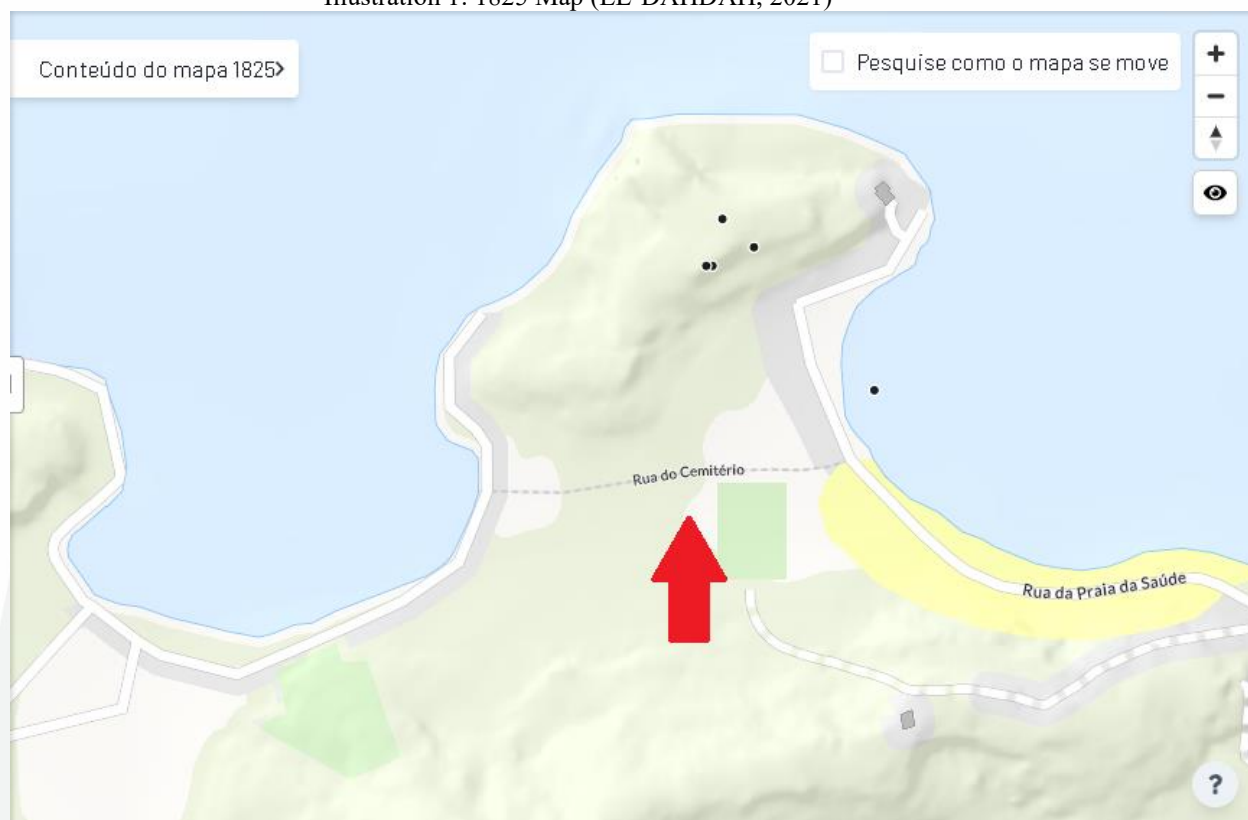 Illustration 1: 1825 Map (EL-DAHDAH, 2021)
Conteúdo do mapa 1825>
Pesquise como o mapa se move
+
−
Rua do Cemitério
Rua da Praia da Saúde
?